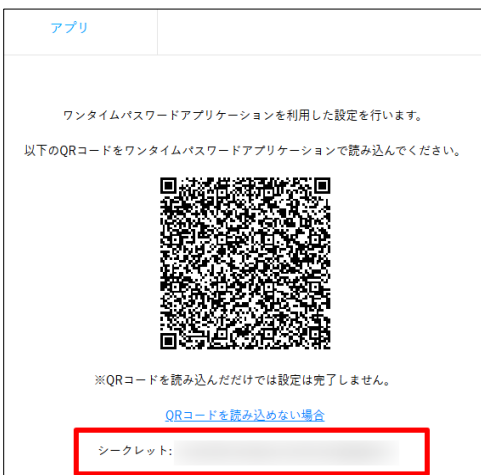 アプリ
ワンタイムパスワードアプリケーションを利用した設定を行います。
以下のQRコードをワンタイムパスワードアプリケーションで読み込んでください。
※QRコードを読み込んだだけでは設定は完了しません。
QRコードを読み込めない場合
シークレット: